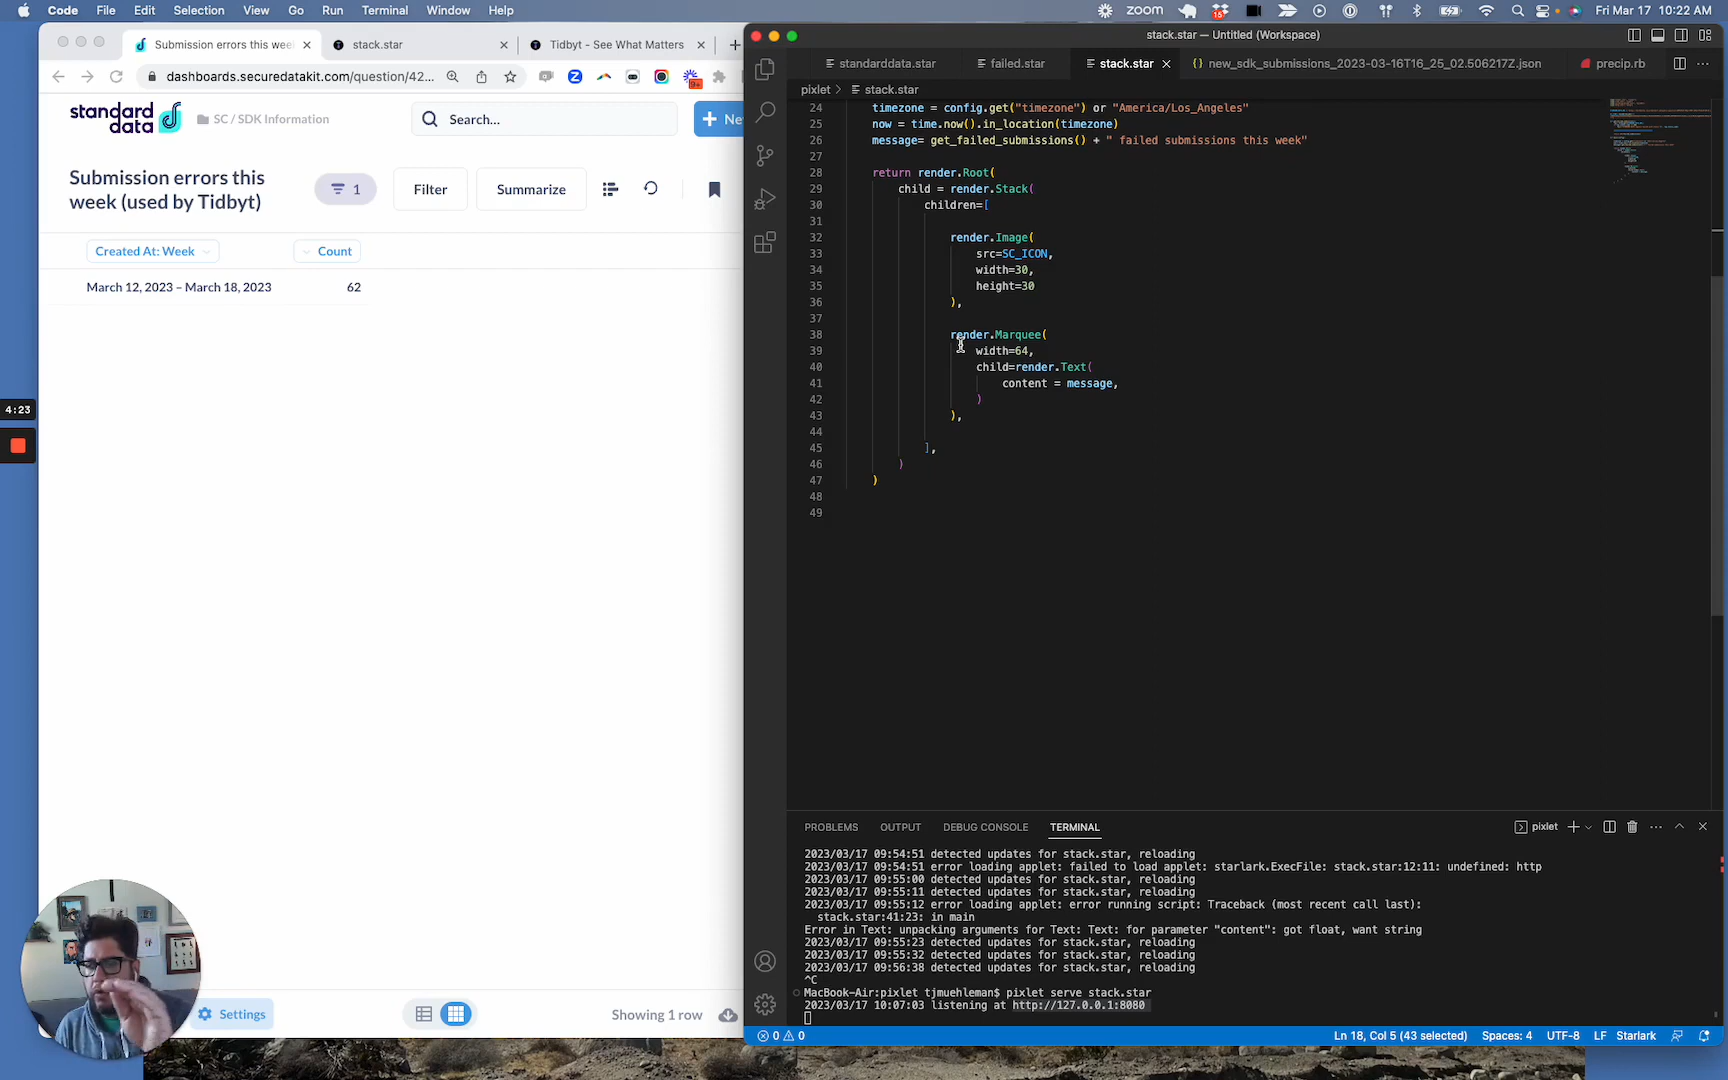 Code File Edit Selection View Go Run Terminal Window Help
zoom
15
Fri Mar 17 10:22 AM
Submission errors this wee
stack.star
Tidbyt - See What Matters
dashboards.securedatakit.com/question/42...
9+
standard data
SC / SDK Information
Search...
Ne
Submission errors this
week (used by Tidbyt)
1
Filter
Summarize
Created At: Week
Count
March 12, 2023 – March 18, 2023
62
4:23
Settings
Showing 1 row
stack.star — Untitled (Workspace)
standarddata.star
failed.star
stack.star
new_sdk_submissions_2023-03-16T16_25_02.506217Z.json
precip.rb
pixlet > stack.star
24 timezone = config.get("timezone") or "America/Los_Angeles"
25 now = time.now().in_location(timezone)
26 message= get_failed_submissions() + " failed submissions this week"
27
28 return render.Root(
29 child = render.Stack(
30 children=[
31
32 render.Image(
33 src=SC_ICON,
34 width=30,
35 height=30
36 ),
37
38 render.Marquee(
39 width=64,
40 child=render.Text(
41 content = message,
42 )
43 ),
44
45 ],
46 )
47 )
48
49
PROBLEMS OUTPUT DEBUG CONSOLE TERMINAL
pixlet
2023/03/17 09:54:51 detected updates for stack.star, reloading
2023/03/17 09:54:51 error loading applet: failed to load applet: starlark.ExecFile: stack.star:12:11: undefined: http
2023/03/17 09:55:00 detected updates for stack.star, reloading
2023/03/17 09:55:11 detected updates for stack.star, reloading
2023/03/17 09:55:12 error loading applet: error running script: Traceback (most recent call last):
stack.star:41:23: in main
Error in Text: unpacking arguments for Text: Text: for parameter "content": got float, want string
2023/03/17 09:55:23 detected updates for stack.star, reloading
2023/03/17 09:55:32 detected updates for stack.star, reloading
2023/03/17 09:56:38 detected updates for stack.star, reloading
^C
MacBook-Air:pixlet tjmuehleman$ pixlet serve stack.star
2023/03/17 10:07:03 listening at http://127.0.0.1:8080
0 0
Ln 18, Col 5 (43 selected) Spaces: 4 UTF-8 LF Starlark